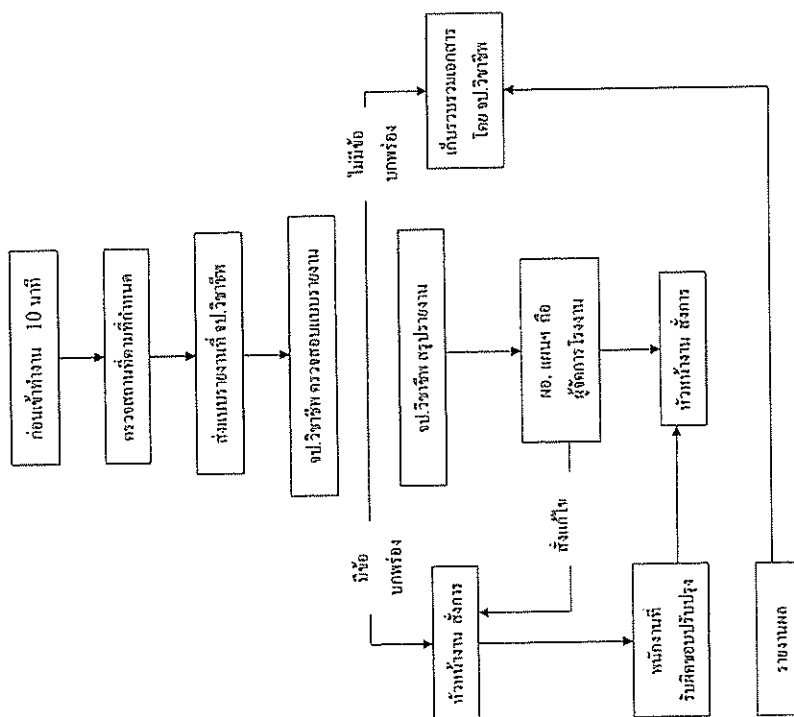 ก่อนเข้าทำงาน 10 นาที
ตรวจสถานที่ตามที่กำหนด
ส่งแบบรายงานที่ จป.วิชาชีพ
จป.วิชาชีพ ตรวจสอบแบบรายงาน
มีข้อ
บกพร่อง
ไม่มีข้อ
บกพร่อง
หัวหน้างาน สั่งการ
จป.วิชาชีพ สรุปรายงาน
เก็บรวบรวมเอกสาร
โดย จป.วิชาชีพ
สั่งแก้ไข
ผอ. แผนฯ ถือ
ผู้จัดการโรงงาน
พนักงานที่
รับผิดชอบปรับปรุง
หัวหน้างาน สั่งการ
รายงานผล